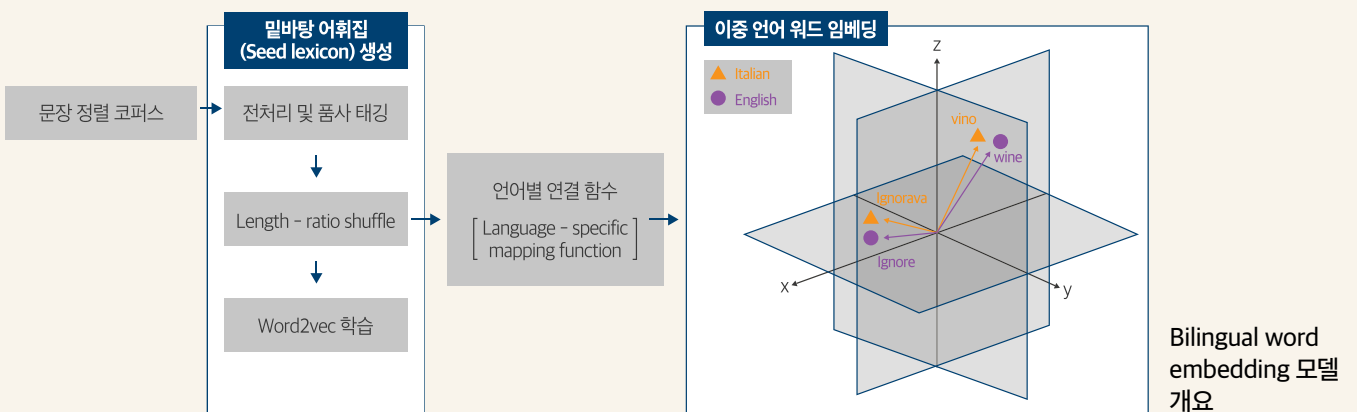 문장 정렬 코퍼스
밑바탕 어휘집
(Seed lexicon) 생성
전처리 및 품사 태깅
Length – ratio shuffle
Word2vec 학습
언어별 연결 함수
[Language – specific
mapping function]
이중 언어 워드 임베딩
Italian
English
z
vino
wine
Ignorava
Ignore
x
y
Bilingual word
embedding 모델
개요